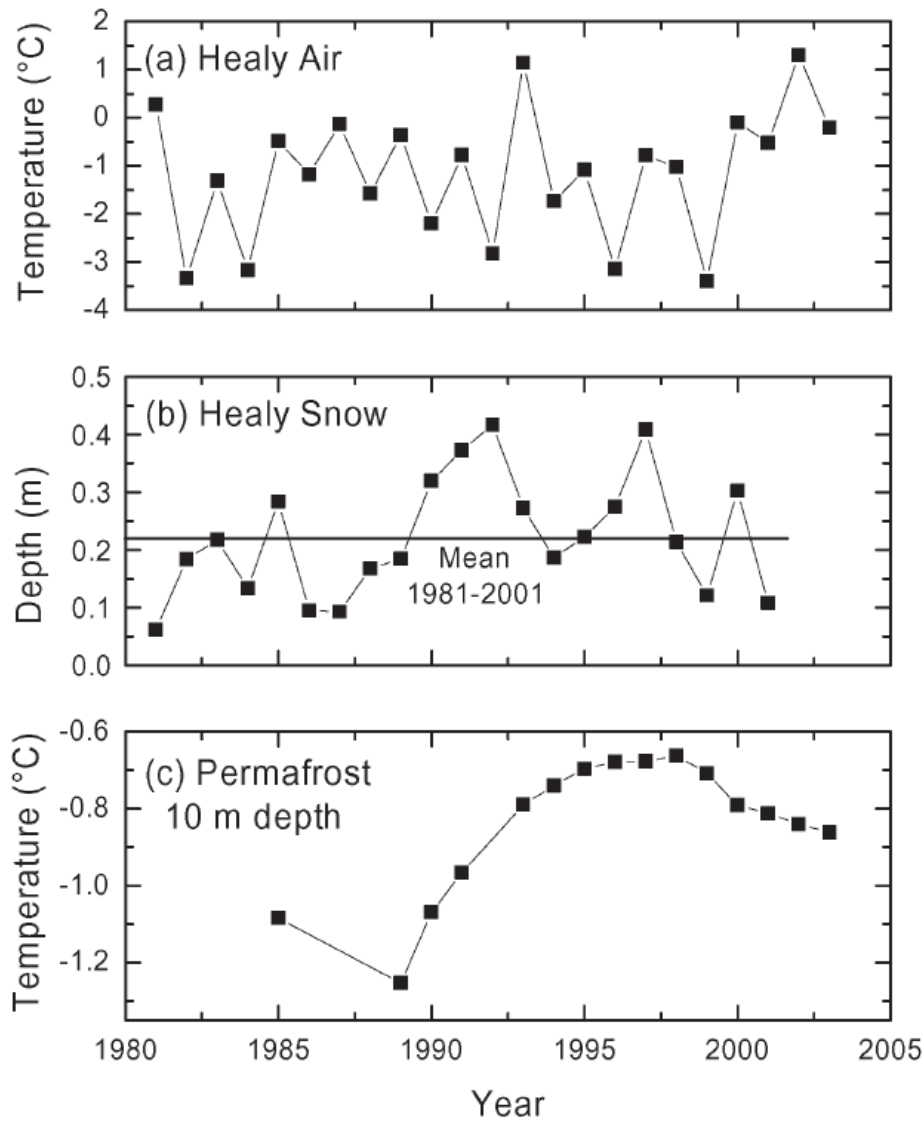 (a) Healy Air
Temperature (°C)
2
1
0
-1
-2
-3
-4
(b) Healy Snow
Depth (m)
0.5
0.4
0.3
0.2
0.1
0.0
Mean
1981-2001
(c) Permafrost
10 m depth
Temperature (°C)
-0.6
-0.8
-1.0
-1.2
1980
1985
1990
1995
2000
2005
Year